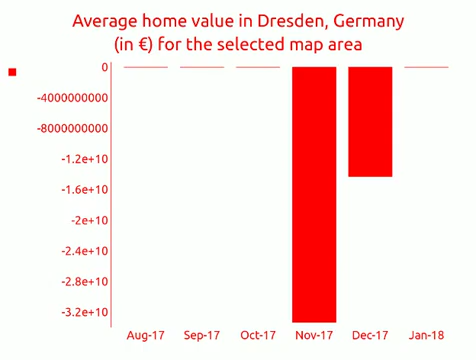 Average home value in Dresden, Germany
(in €) for the selected map area
0
-4000000000
-8000000000
-1.2e+10
-1.6e+10
-2e+10
-2.4e+10
-2.8e+10
-3.2e+10
Aug-17 Sep-17 Oct-17 Nov-17 Dec-17 Jan-18